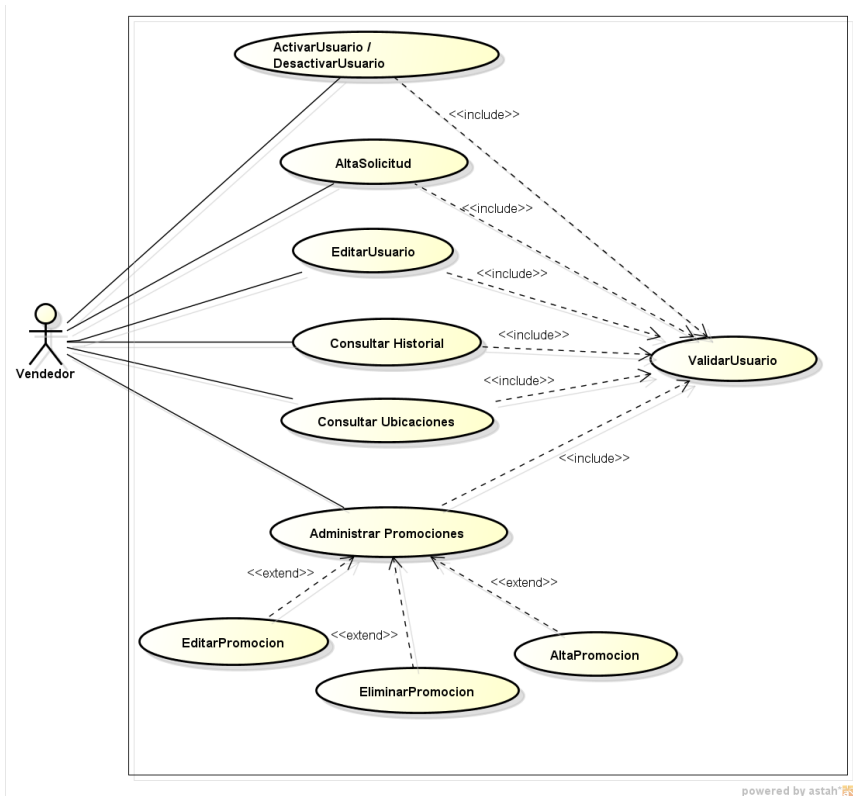 ActivarUsuario /
DesactivarUsuario
<<include>>
AltaSolicitud
<<include>>
EditarUsuario
<<include>>
Consultar Historial
<<include>>
ValidarUsuario
Vendedor
<<include>>
Consultar Ubicaciones
<<include>>
Administrar Promociones
<<extend>>
<<extend>>
EditarPromocion
<<extend>>
AltaPromocion
EliminarPromocion
powered by astah*